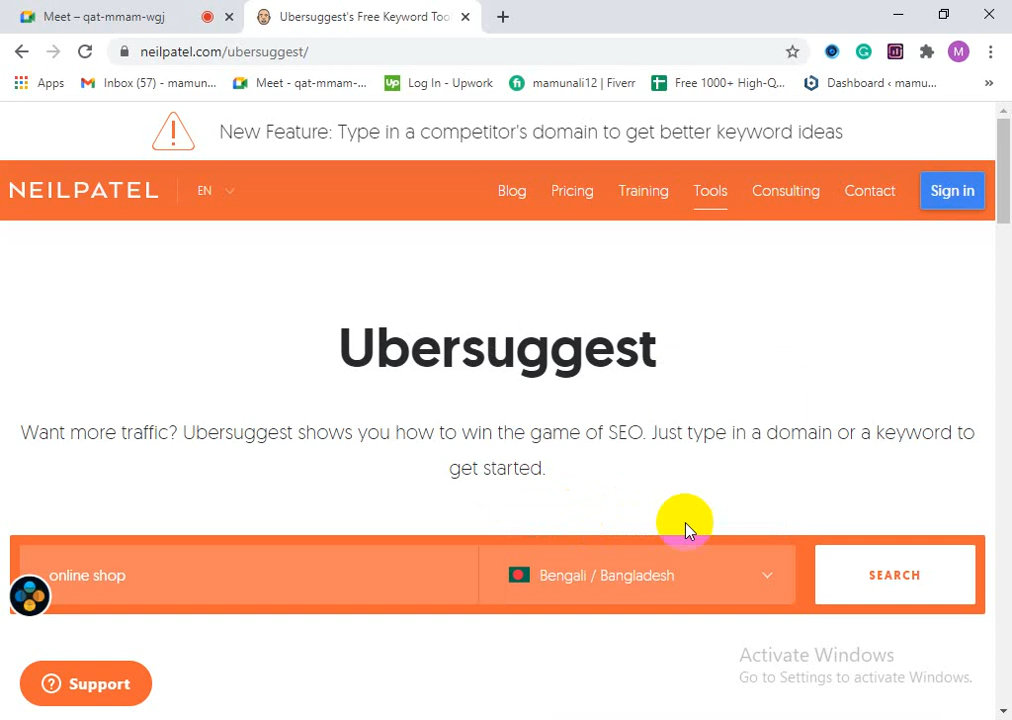 Meet – qat-mmam-wgj
Ubersuggest's Free Keyword Too
neilpatel.com/ubersuggest/
M
Apps
Inbox (57) - mamun...
Meet - qat-mmam-...
Up
Log In - Upwork
fi
mamunali12 | Fiverr
Free 1000+ High-Q...
Dashboard ‹ mamu...
»
New Feature: Type in a competitor's domain to get better keyword ideas
NEILPATEL
EN
Blog
Pricing
Training
Tools
Consulting
Contact
Sign in
Ubersuggest
Want more traffic? Ubersuggest shows you how to win the game of SEO. Just type in a domain or a keyword to
get started.
online shop
Bengali / Bangladesh
SEARCH
Activate Windows
Go to Settings to activate Windows.
? Support